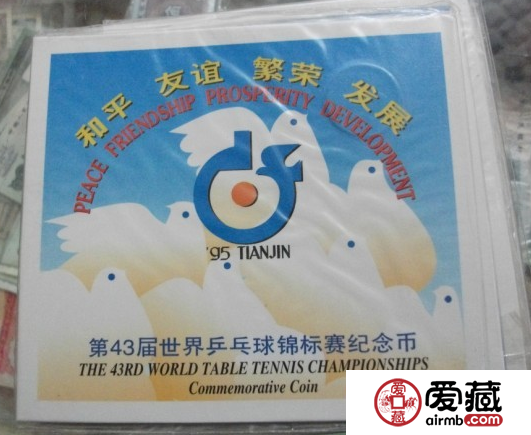 和平 友谊 繁荣 发展
PEACE FRIENDSHIP PROSPERITY DEVELOPMENT
'95 TIANJIN
第43届世界乒乓球锦标赛纪念币
THE 43RD WORLD TABLE TENNIS CHAMPIONSHIPS
Commemorative Coin
爱藏
airmb.com